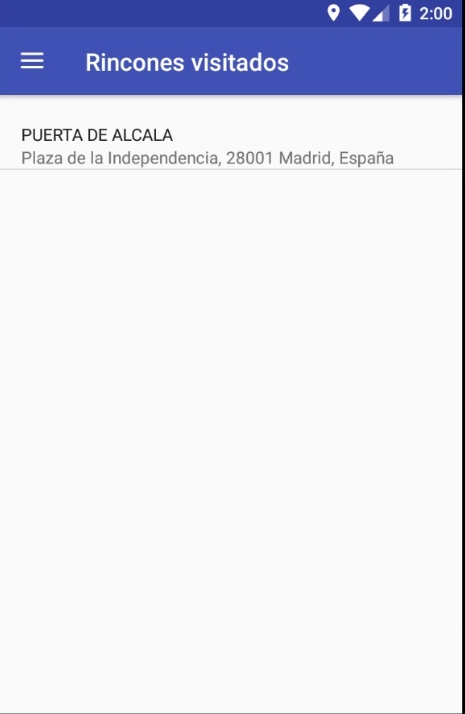 2:00
Rincones visitados
PUERTA DE ALCALA
Plaza de la Independencia, 28001 Madrid, España